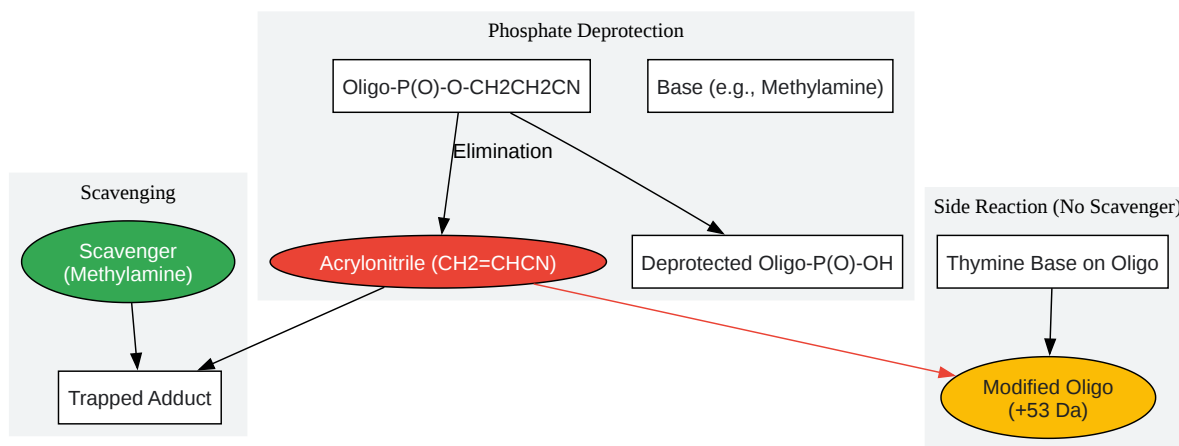 Phosphate Deprotection
Oligo-P(O)-O-CH2CH2CN
Base (e.g., Methylamine)
Elimination
Scavenging
Scavenger
(Methylamine)
Acrylonitrile (CH2=CHCN)
Deprotected Oligo-P(O)-OH
Side Reaction (No Scavenger)
Thymine Base on Oligo
Trapped Adduct
Modified Oligo
(+53 Da)